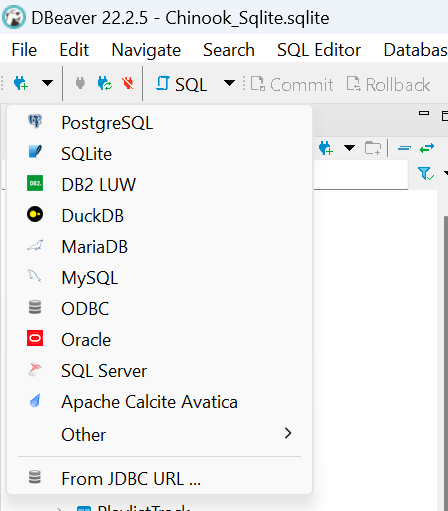 DBeaver 22.2.5 - Chinook_Sqlite.sqlite
File Edit Navigate Search SQL Editor Databas
SQL Commit Rollback
PostgreSQL
SQLite
DB2 LUW
DuckDB
MariaDB
MySQL
ODBC
Oracle
SQL Server
Apache Calcite Avatica
Other
From JDBC URL ...
PlaylistTrack